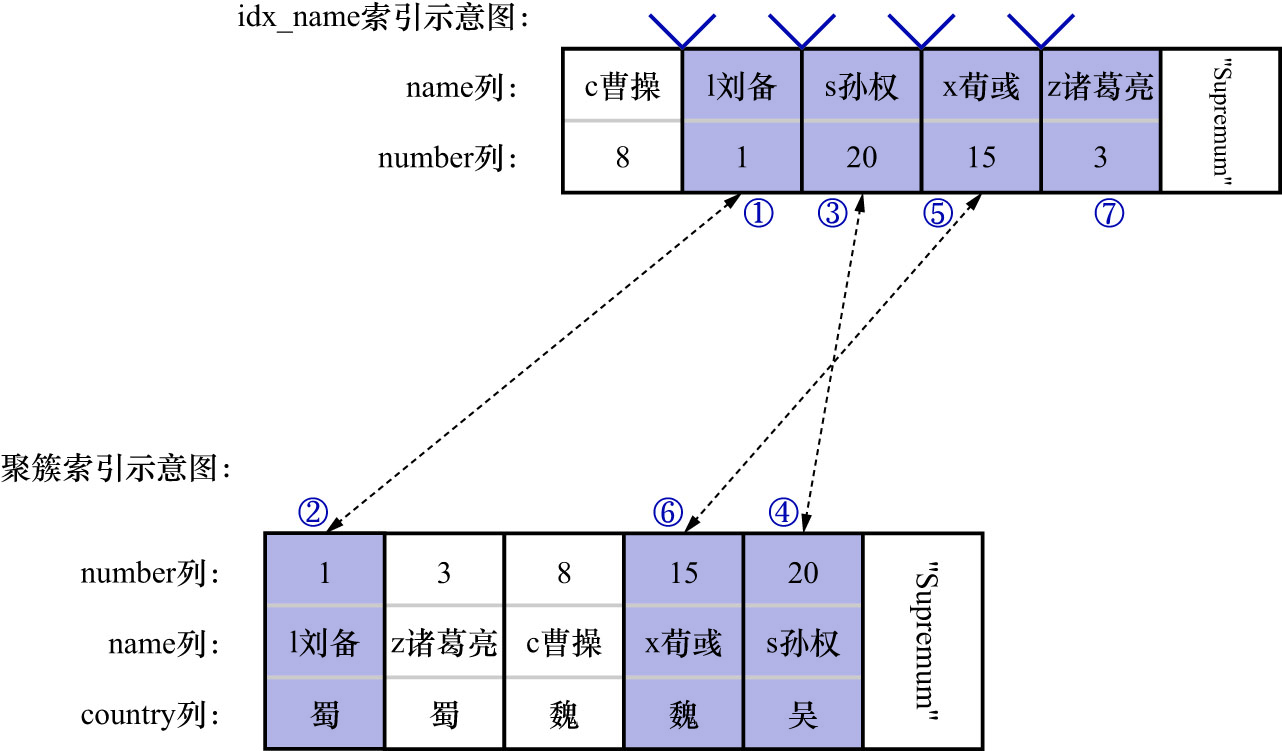 idx_name索引示意图：
name列： c曹操 l刘备 s孙权 x荀彧 z诸葛亮 "Supremum"
number列： 8 1 20 15 3
① ③ ⑤ ⑦
聚簇索引示意图：
② ⑥ ④
number列： 1 3 8 15 20 "Supremum"
name列： l刘备 z诸葛亮 c曹操 x荀彧 s孙权
country列： 蜀 蜀 魏 魏 吴